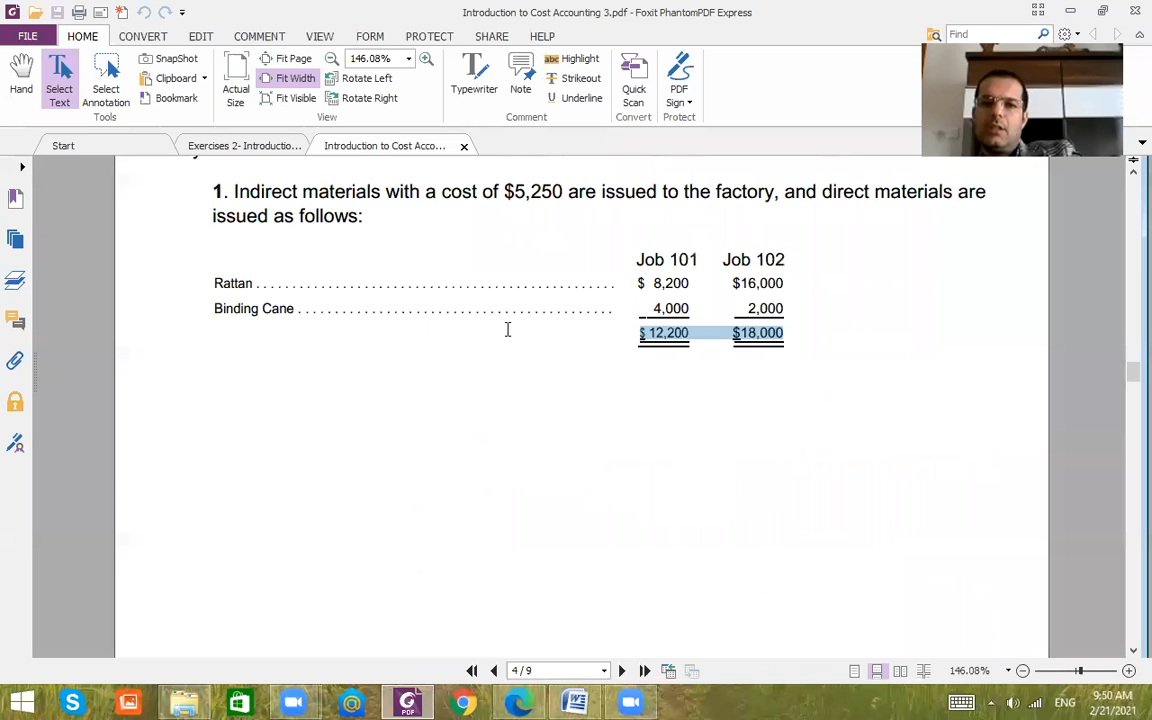 Introduction to Cost Accounting 3.pdf - Foxit PhantomPDF Express
FILE HOME CONVERT EDIT COMMENT VIEW FORM PROTECT SHARE HELP Find
Hand Select Text SnapShot Clipboard Bookmark Select Annotation
Tools
Actual Size Fit Page Fit Width Fit Visible 146.08% Rotate Left Rotate Right
View
Typewriter Note Highlight Strikeout Underline
Comment
Quick Scan
Convert
PDF Sign
Protect
Start Exercises 2- Introductio... Introduction to Cost Acco...
1. Indirect materials with a cost of $5,250 are issued to the factory, and direct materials are
issued as follows:
Job 101 Job 102
Rattan . . . . . . . . . . . . . . . . . . . . . . . . . . . . . . . . . . . . . . . . . . . . . $ 8,200 $16,000
Binding Cane . . . . . . . . . . . . . . . . . . . . . . . . . . . . . . . . . . . . . . . 4,000 2,000
$ 12,200 $18,000
4 / 9 146.08%
ENG 9:50 AM
2/21/2021